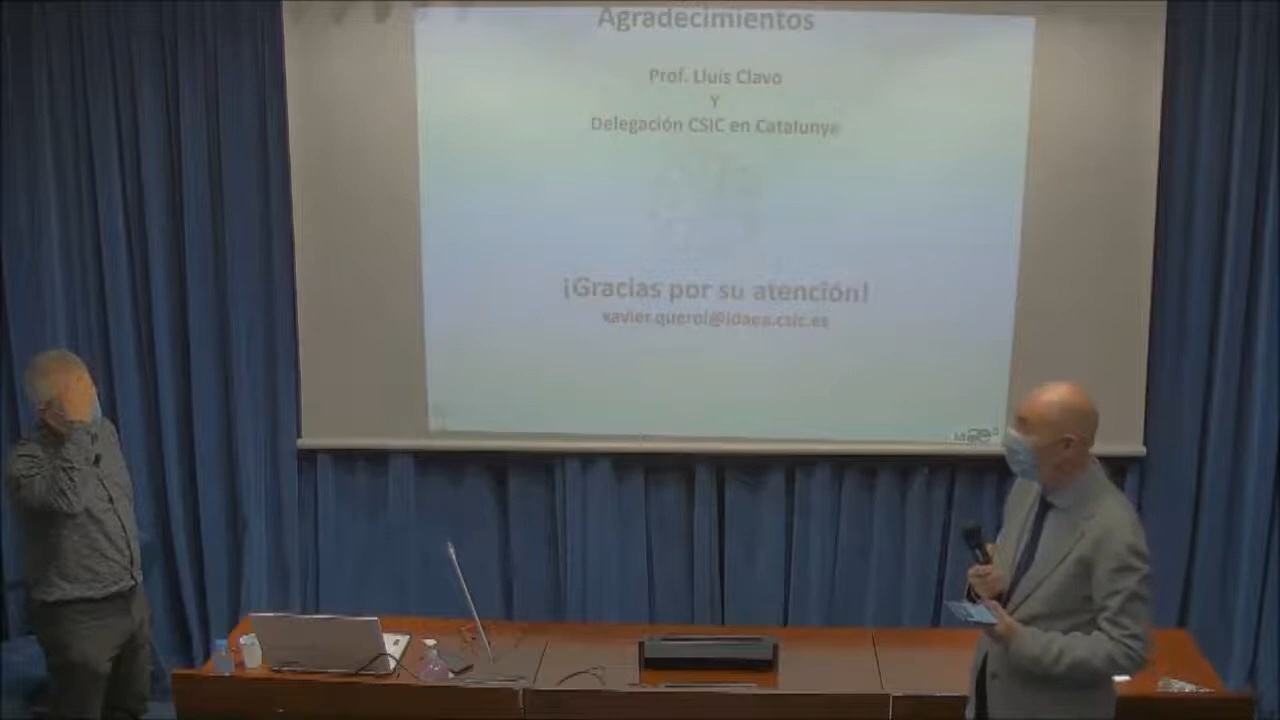 Agradecimientos
Prof. Lluís Clavo
Y
Delegación CSIC en Catalunya
¡Gracias por su atención!
xavier.querol@idaea.csic.es